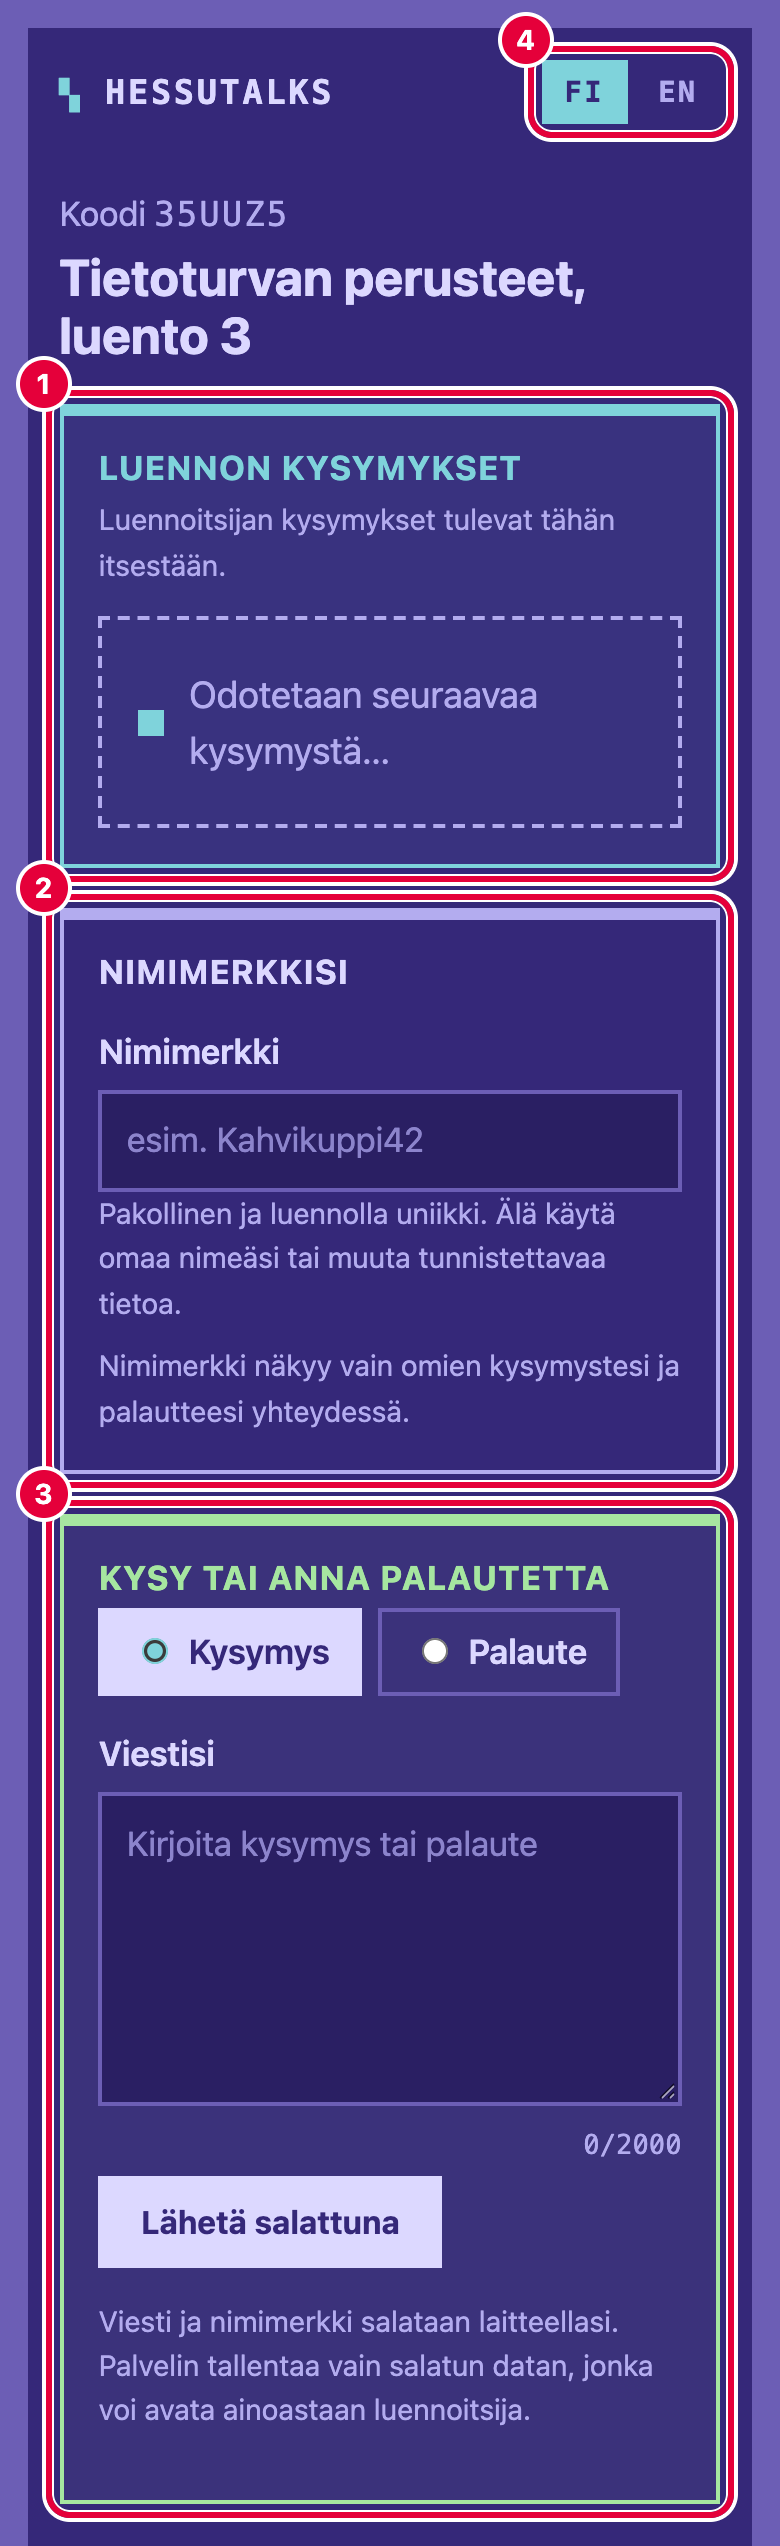 4
HESSUTALKS
FI EN
Koodi 35UUZ5
Tietoturvan perusteet,
luento 3
1
LUENNON KYSYMYKSET
Luennoitsijan kysymykset tulevat tähän
itsestään.
Odotetaan seuraavaa
kysymystä...
2
NIMIMERKKISI
Nimimerkki
esim. Kahvikuppi42
Pakollinen ja luennolla uniikki. Älä käytä
omaa nimeäsi tai muuta tunnistettavaa
tietoa.
Nimimerkki näkyy vain omien kysymystesi ja
palautteesi yhteydessä.
3
KYSY TAI ANNA PALAUTETTA
Kysymys Palaute
Viestisi
Kirjoita kysymys tai palaute
0/2000
Lähetä salattuna
Viesti ja nimimerkki salataan laitteellasi.
Palvelin tallentaa vain salatun datan, jonka
voi avata ainoastaan luennoitsija.